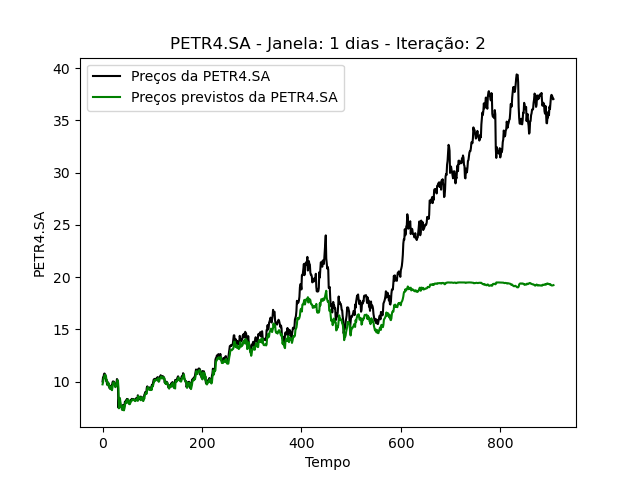 PETR4.SA - Janela: 1 dias - Iteração: 2
Preços da PETR4.SA
Preços previstos da PETR4.SA
PETR4.SA
40
35
30
25
20
15
10
0 200 400 600 800
Tempo